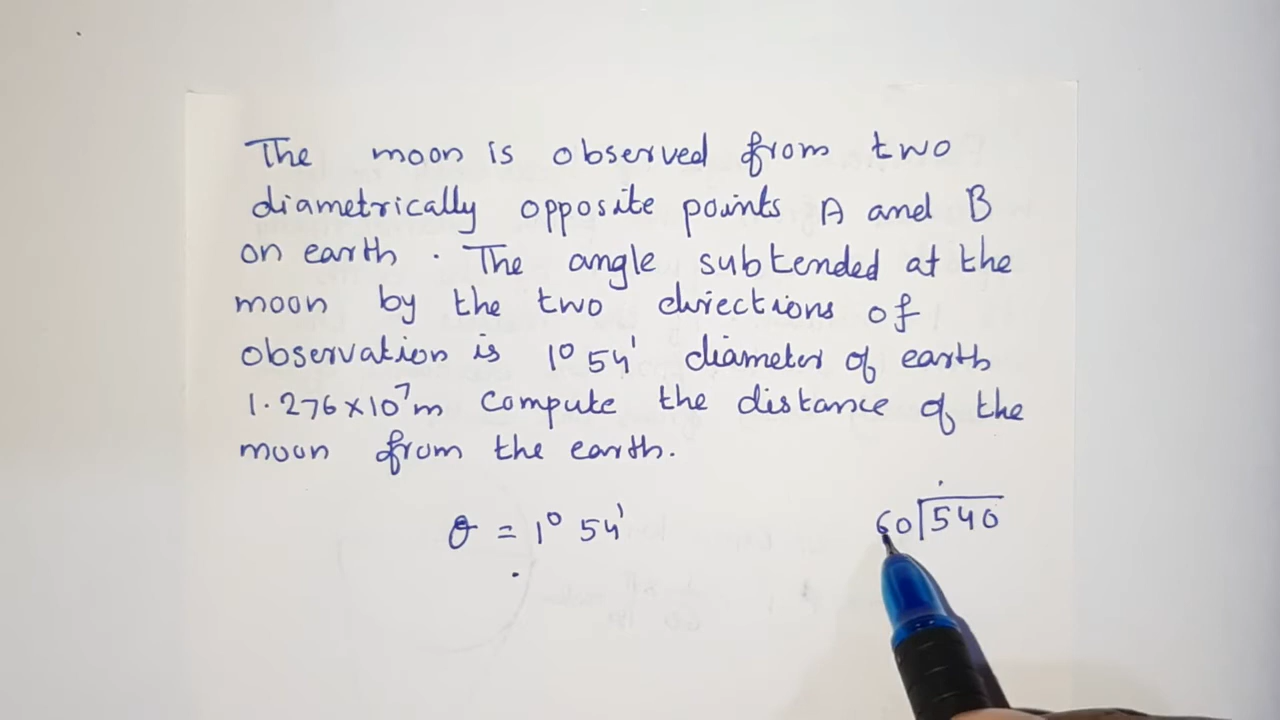 The moon is observed from two
diametrically opposite points A and B
on earth. The angle subtended at the
moon by the two directions of
observation is 1° 54' diameter of earth
1.276×10⁷m compute the distance of the
moon from the earth.
θ = 1° 54'
60)540